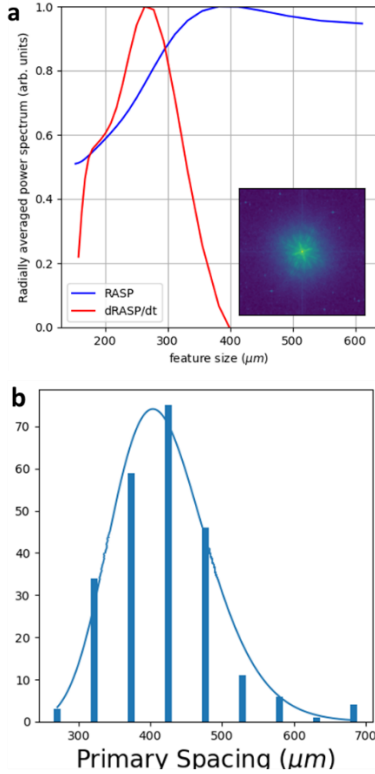 a
Radially averaged power spectrum (arb. units)
1.0
0.8
0.6
0.4
0.2
0.0
RASP
dRASP/dt
200 300 400 500 600
feature size (μm)
b
70
60
50
40
30
20
10
0
300 400 500 600 700
Primary Spacing (μm)